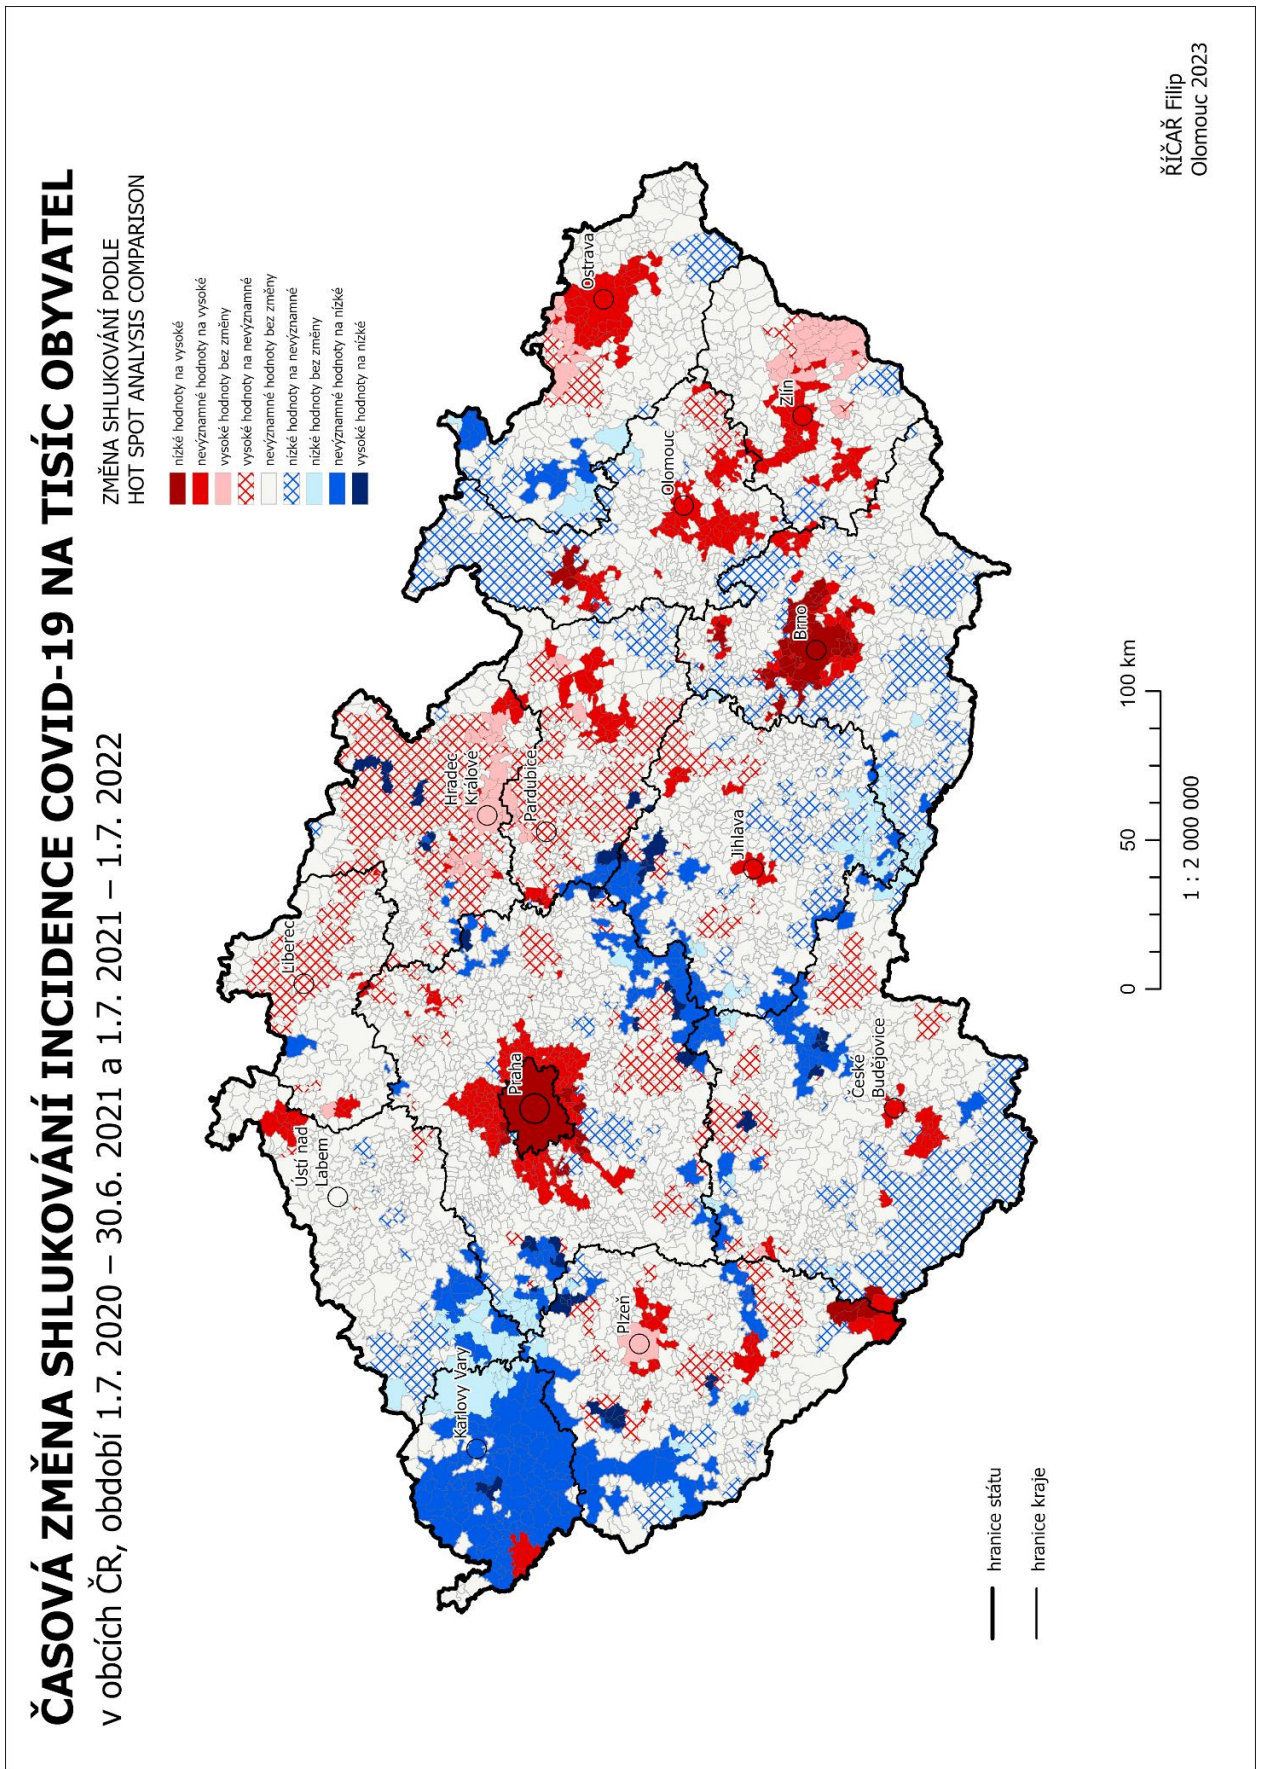 ČASOVÁ ZMĚNA SHLUKOVÁNÍ INCIDENCE COVID-19 NA TISÍC OBYVATEL
v obcích ČR, období 1.7. 2020 – 30.6. 2021 a 1.7. 2021 – 1.7. 2022
ZMĚNA SHLUKOVÁNÍ PODLE
HOT SPOT ANALYSIS COMPARISON
nízké hodnoty na vysoké
nevýznamné hodnoty na vysoké
vysoké hodnoty bez změny
vysoké hodnoty na nevýznamné
nevýznamné hodnoty bez změny
nízké hodnoty na nevýznamné
nízké hodnoty bez změny
nevýznamné hodnoty na nízké
vysoké hodnoty na nízké
Liberec
Ústí nad
Labem
Hradec
Králové
Karlovy Vary
Praha
Pardubice
Ostrava
Plzeň
Olomouc
Jihlava
Zlín
Brno
České
Budějovice
hranice státu
hranice kraje
0 50 100 km
1 : 2 000 000
ŘÍČAŘ Filip
Olomouc 2023